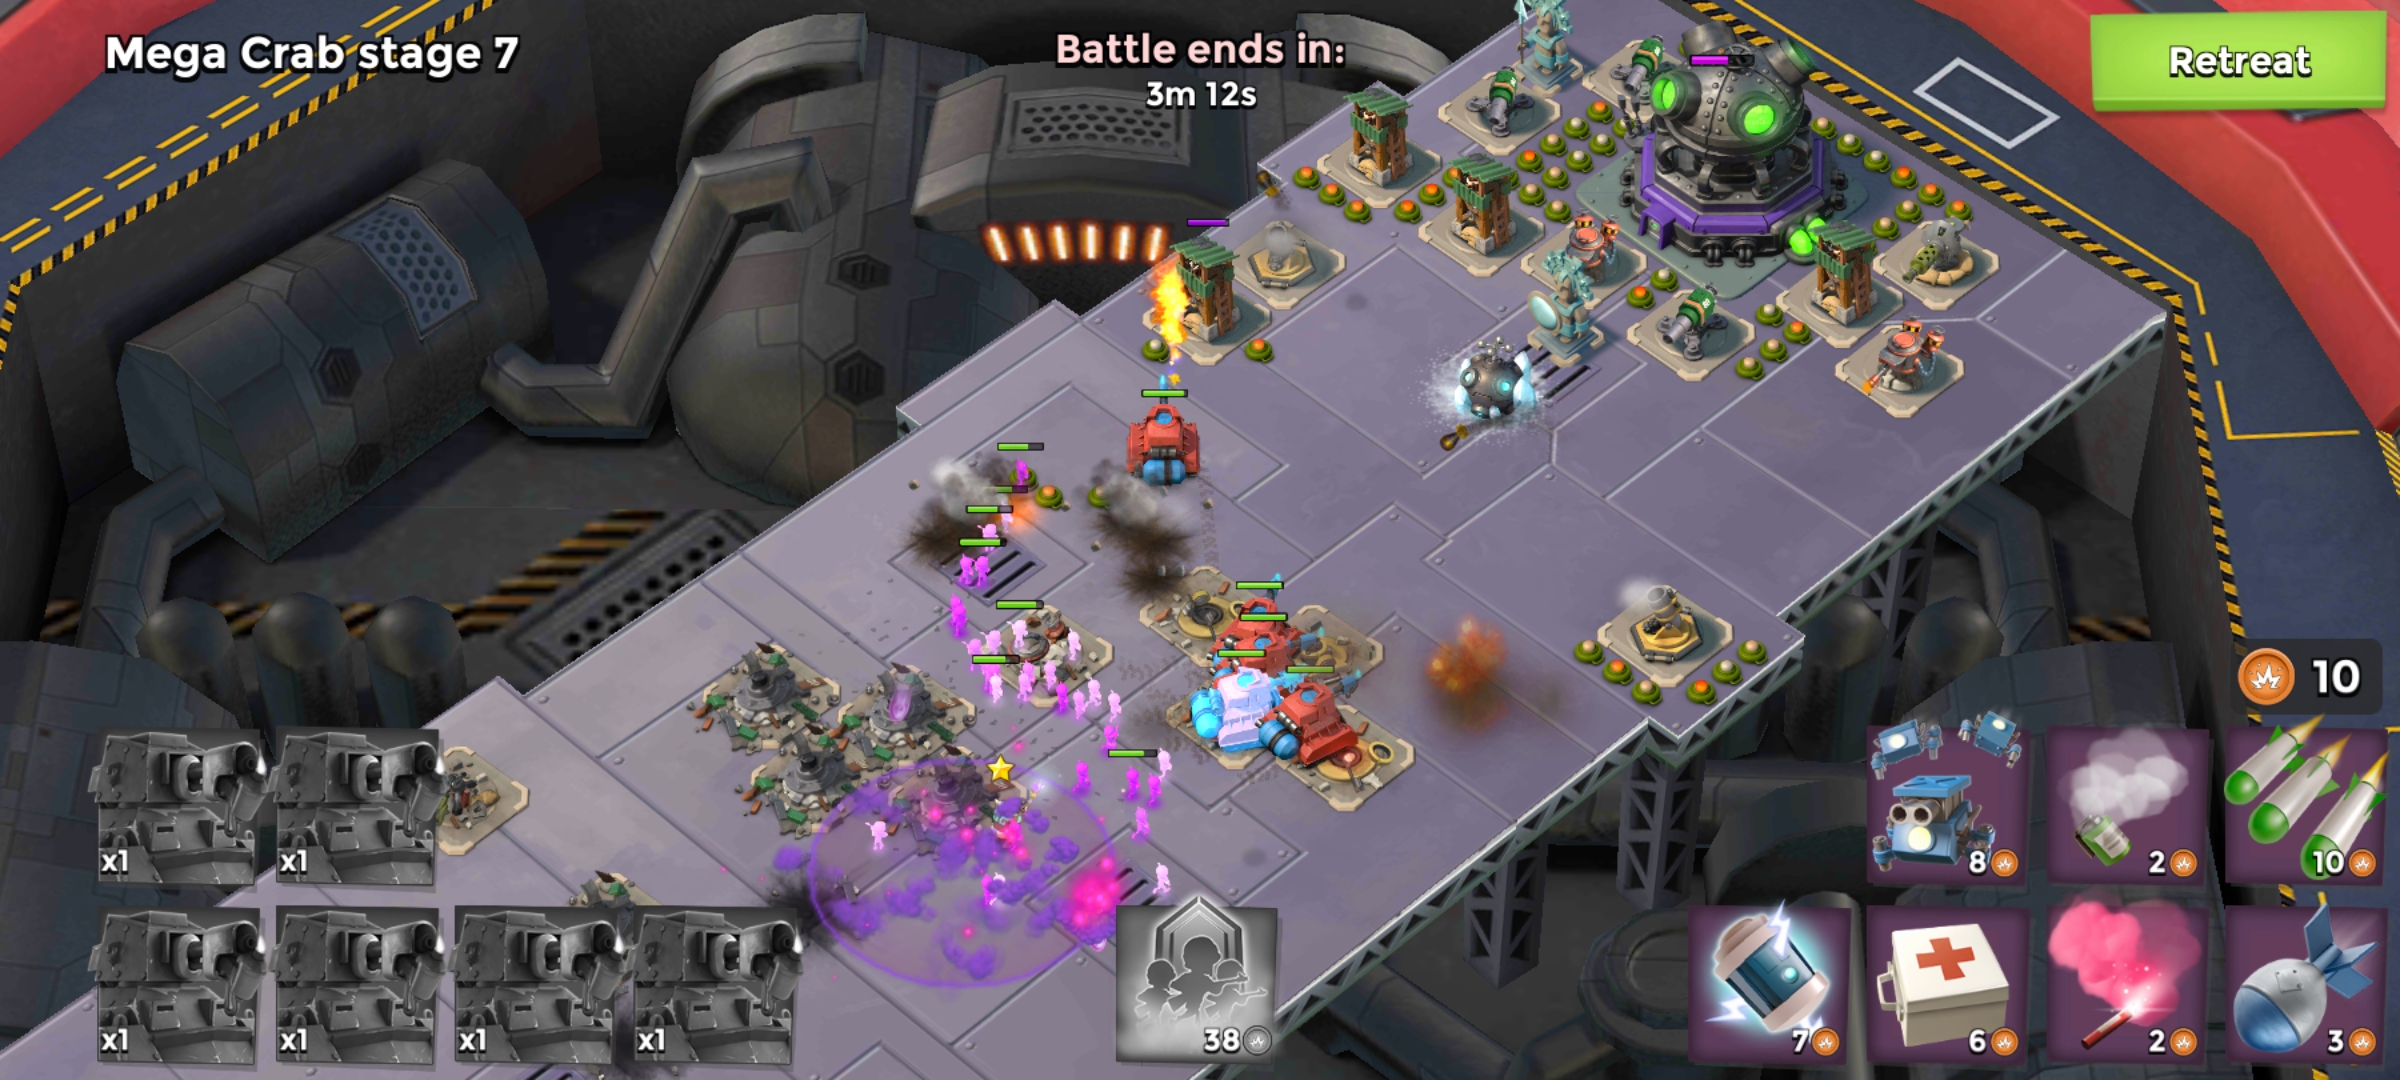 Mega Crab stage 7
Battle ends in:
3m 12s
Retreat
10
x1
x1
8
2
10
x1
x1
x1
x1
38
7
6
2
3